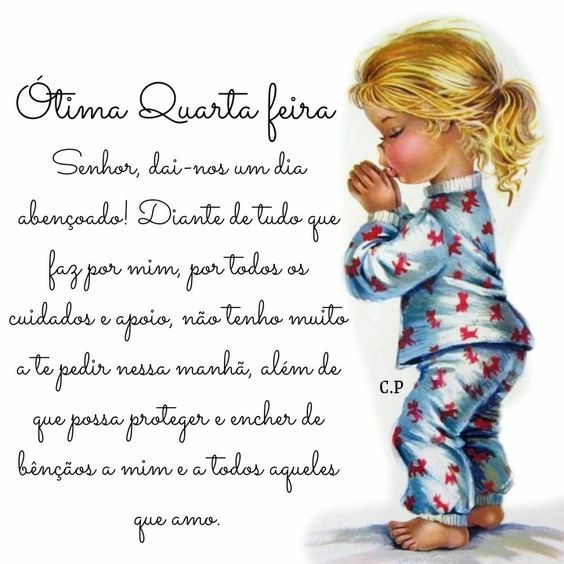 Ótima Quarta feira
Senhor, dai-nos um dia
abençoado! Diante de tudo que
faz por mim, por todos os
cuidados e apoio, não tenho muito
a te pedir nessa manhã, além de
que possa proteger e encher de
bênçãos a mim e a todos aqueles
que amo.
C.P